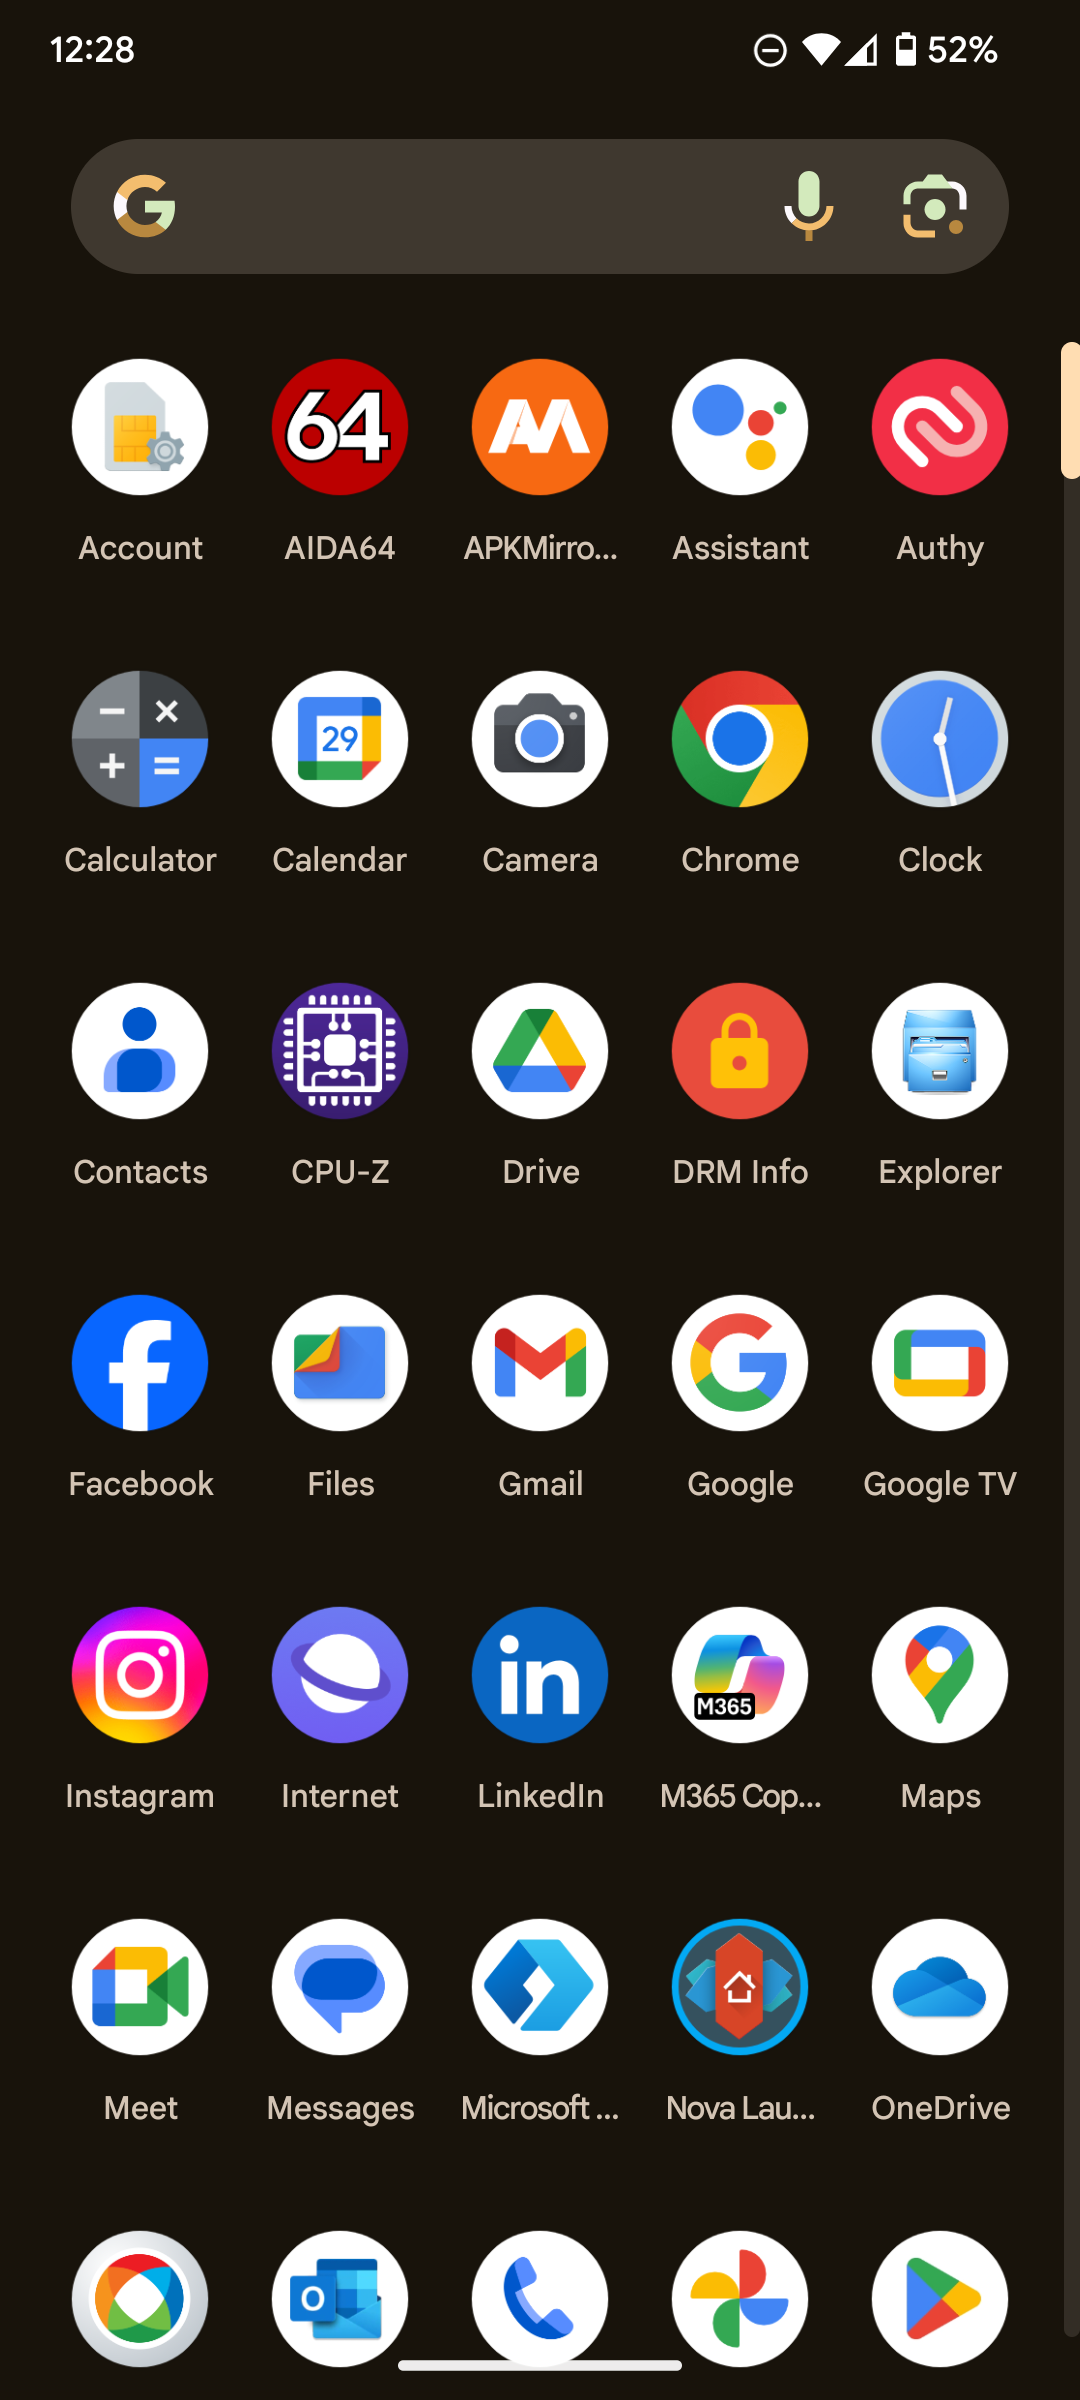 12:28 52%
G
64
Account AIDA64 APKMirro... Assistant Authy
29
Calculator Calendar Camera Chrome Clock
Contacts CPU-Z Drive DRM Info Explorer
f G
Facebook Files Gmail Google Google TV
in M365
Instagram Internet LinkedIn M365 Cop... Maps
Meet Messages Microsoft ... Nova Lau... OneDrive
O